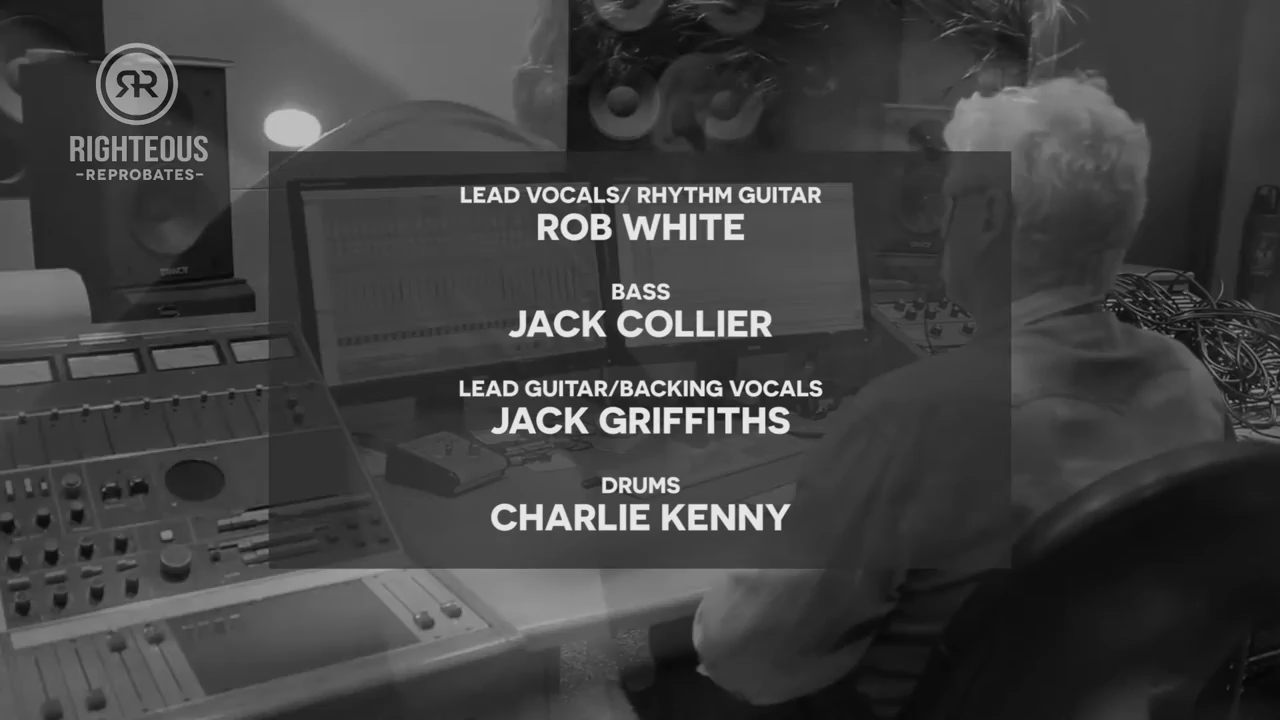 RR
RIGHTEOUS
-REPROBATES-
LEAD VOCALS/ RHYTHM GUITAR
ROB WHITE
BASS
JACK COLLIER
LEAD GUITAR/BACKING VOCALS
JACK GRIFFITHS
DRUMS
CHARLIE KENNY